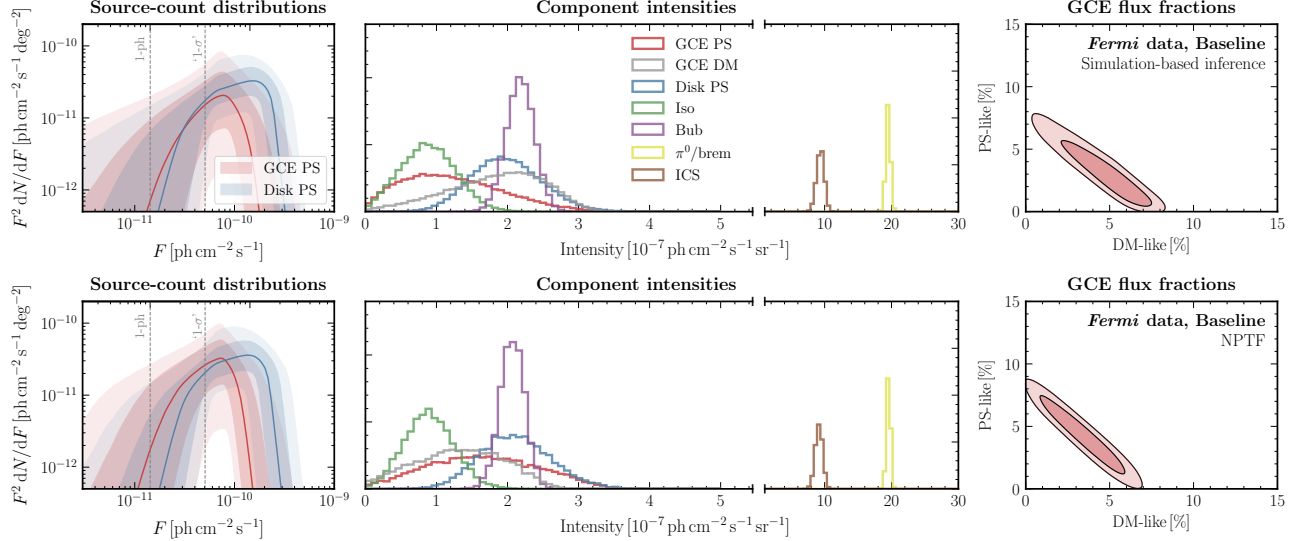 Source-count distributions
Component intensities
GCE flux fractions
F² dN/dF [ph cm⁻² s⁻¹ deg⁻²]
10⁻¹⁰
10⁻¹¹
10⁻¹²
1-ph
‘1-σ’
GCE PS
Disk PS
10⁻¹¹
10⁻¹⁰
10⁻⁹
F [ph cm⁻² s⁻¹]
GCE PS
GCE DM
Disk PS
Iso
Bub
π⁰/brem
ICS
0 1 2 3 4 5 10 20 30
Intensity [10⁻⁷ ph cm⁻² s⁻¹ sr⁻¹]
Fermi data, Baseline
Simulation-based inference
PS-like [%]
15
10
5
0
0 5 10 15
DM-like [%]
Source-count distributions
Component intensities
GCE flux fractions
F² dN/dF [ph cm⁻² s⁻¹ deg⁻²]
10⁻¹⁰
10⁻¹¹
10⁻¹²
1-ph
‘1-σ’
10⁻¹¹
10⁻¹⁰
10⁻⁹
F [ph cm⁻² s⁻¹]
0 1 2 3 4 5 10 20 30
Intensity [10⁻⁷ ph cm⁻² s⁻¹ sr⁻¹]
Fermi data, Baseline
NPTF
PS-like [%]
15
10
5
0
0 5 10 15
DM-like [%]